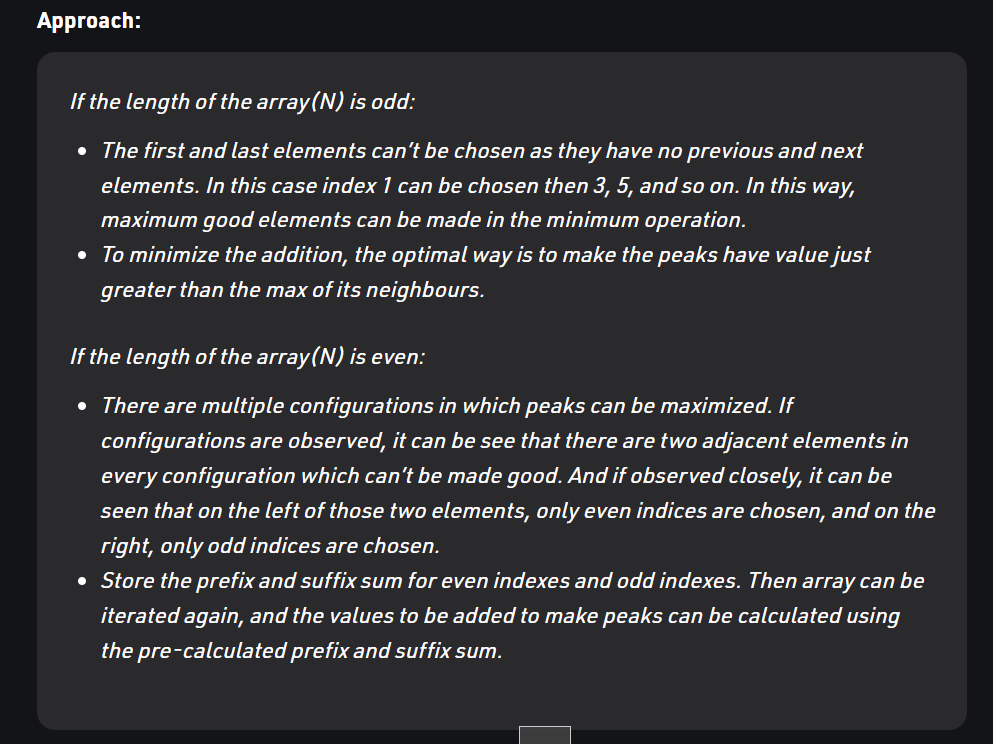 Approach:
If the length of the array(N) is odd:
• The first and last elements can't be chosen as they have no previous and next
elements. In this case index 1 can be chosen then 3, 5, and so on. In this way,
maximum good elements can be made in the minimum operation.
• To minimize the addition, the optimal way is to make the peaks have value just
greater than the max of its neighbours.
If the length of the array(N) is even:
• There are multiple configurations in which peaks can be maximized. If
configurations are observed, it can be see that there are two adjacent elements in
every configuration which can't be made good. And if observed closely, it can be
seen that on the left of those two elements, only even indices are chosen, and on the
right, only odd indices are chosen.
• Store the prefix and suffix sum for even indexes and odd indexes. Then array can be
iterated again, and the values to be added to make peaks can be calculated using
the pre-calculated prefix and suffix sum.